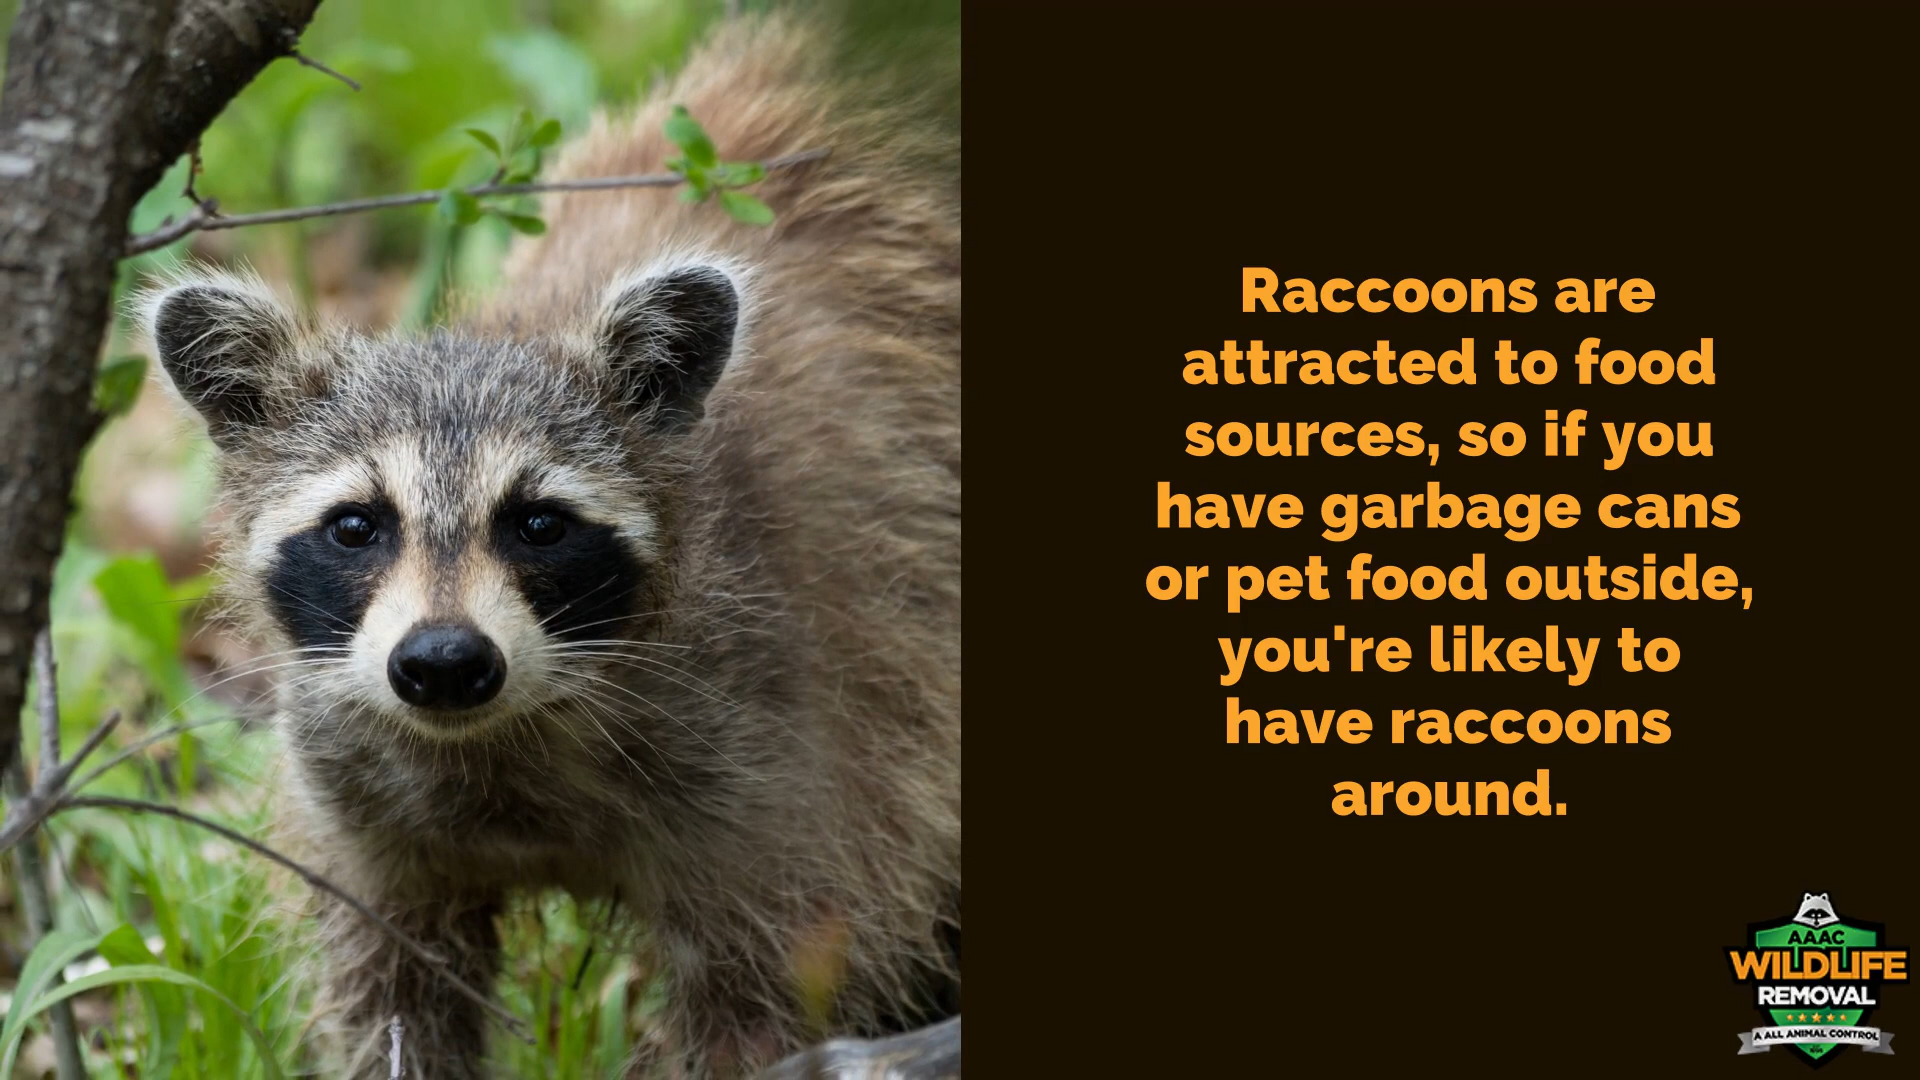 Raccoons are
attracted to food
sources, so if you
have garbage cans
or pet food outside,
you're likely to
have raccoons
around.
AAAC
WILDLIFE
REMOVAL
A ALL ANIMAL CONTROL